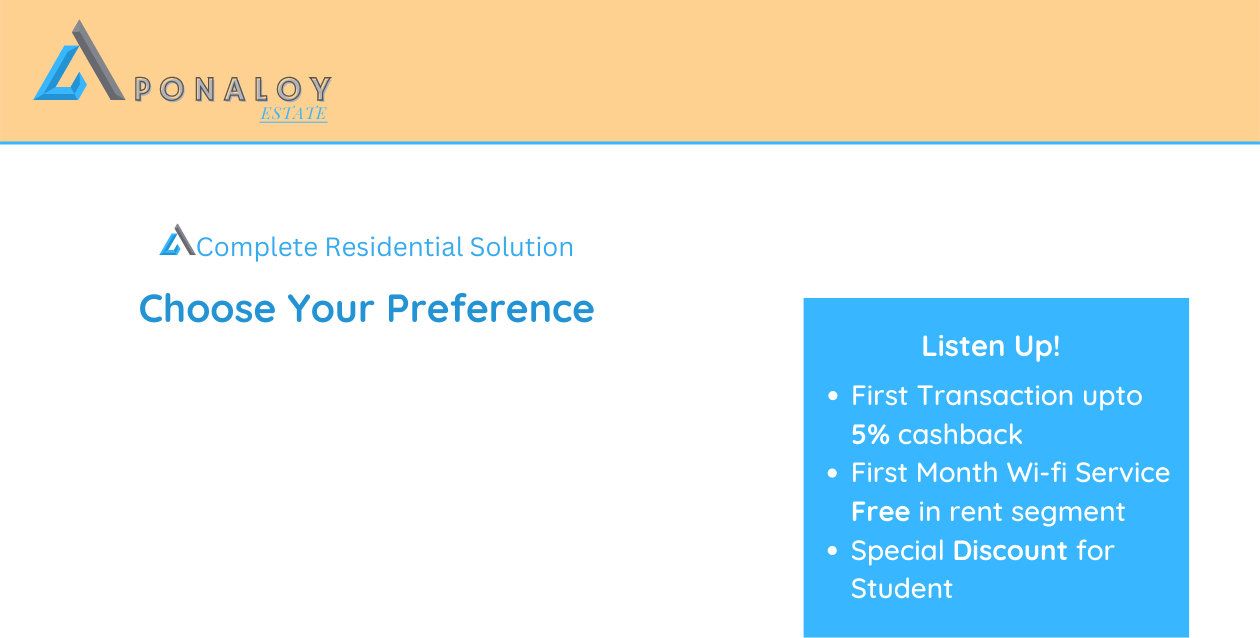 APONALOY
ESTATE
Complete Residential Solution
Choose Your Preference
Listen Up!
• First Transaction upto
5% cashback
• First Month Wi-fi Service
Free in rent segment
• Special Discount for
Student